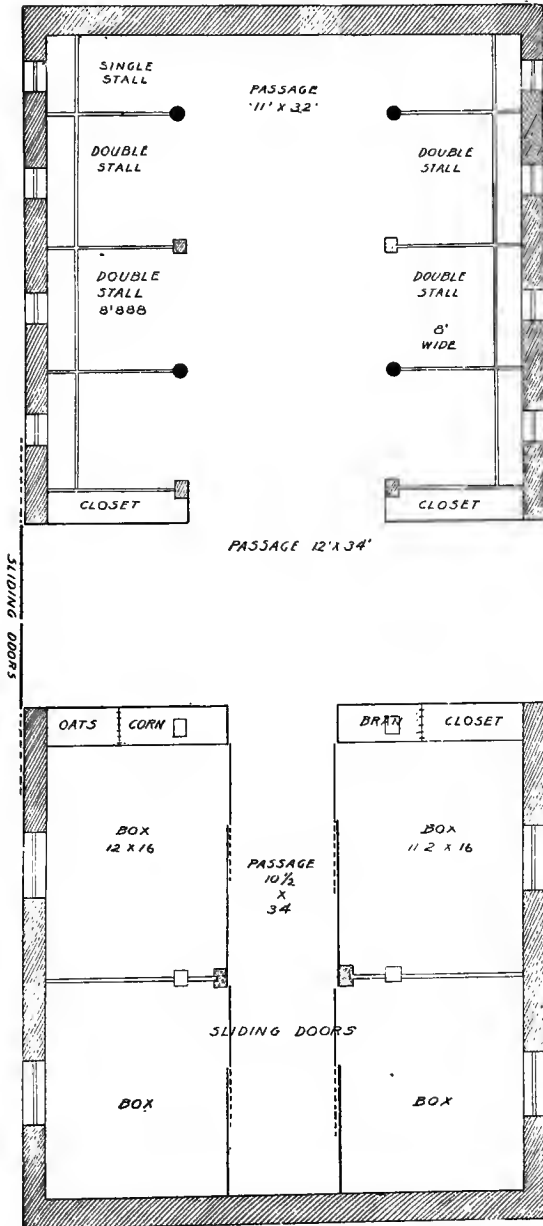 SINGLE
STALL
PASSAGE
11' X 32'
DOUBLE
STALL
DOUBLE
STALL
DOUBLE
STALL
8'888
DOUBLE
STALL
8'
WIDE
CLOSET
CLOSET
PASSAGE 12' X 34'
SLIDING DOORS
OATS
CORN
BRAN
CLOSET
BOX
12 X 16
BOX
11 2 X 16
PASSAGE
10 1/2
X
34
SLIDING DOORS
BOX
BOX